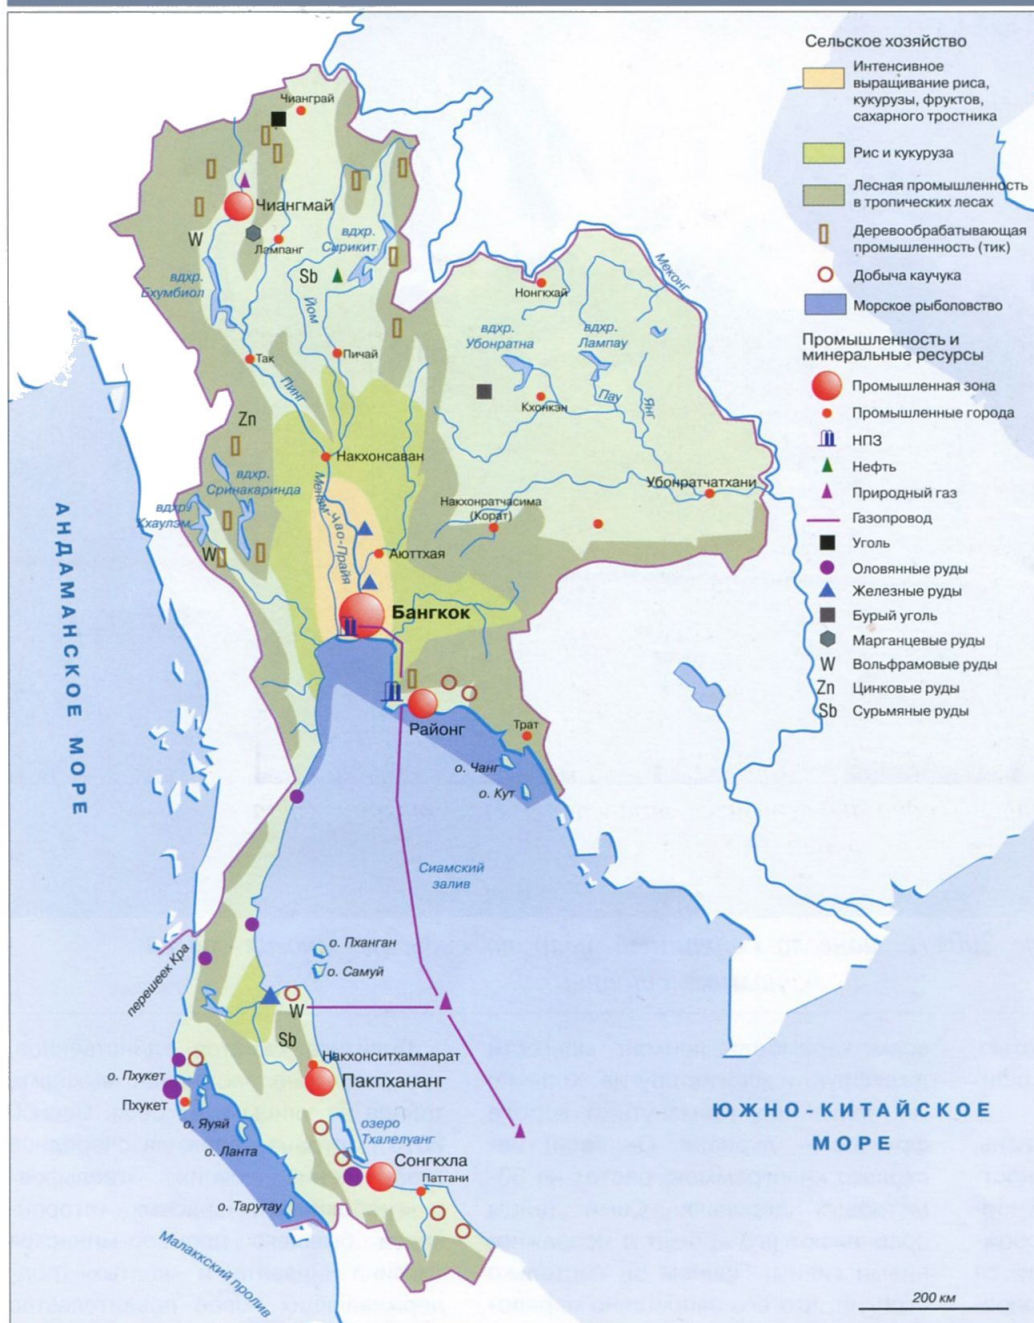 Сельское хозяйство
Интенсивное
выращивание риса,
кукурузы, фруктов,
сахарного тростника
Рис и кукуруза
Лесная промышленность
в тропических лесах
Деревообрабатывающая
промышленность (тик)
Добыча каучука
Морское рыболовство
Промышленность и
минеральные ресурсы
Промышленная зона
Промышленные города
НПЗ
Нефть
Природный газ
Газопровод
Уголь
Оловянные руды
Железные руды
Бурый уголь
Марганцевые руды
W Вольфрамовые руды
Zn Цинковые руды
Sb Сурьмяные руды
Чианграй
Чиангмай
W
Лампанг
вдхр.
Сирикит
Sb
вдхр.
Бхумбиол
Йом
Нонгкхай
Меконг
вдхр.
Убонратна
вдхр.
Лампау
Так
Пичай
Пинг
Кхонкэн
Пау
Янг
Zn
Накхонсаван
вдхр.
Сринакаринда
вдхр.
Кхаулэм
W
Менам-Чао-Прайя
Накхонратчасима
(Корат)
Убонратчатхани
Аюттхая
Бангкок
АНДАМАНСКОЕ МОРЕ
Районг
Трат
о. Чанг
о. Кут
Сиамский
залив
перешеек Кра
о. Пханган
о. Самуй
W
Sb
Накхонситхаммарат
Пакпхананг
о. Пхукет
Пхукет
о. Яуяй
о. Ланта
озеро
Тхалелуанг
Сонгкхла
Паттани
о. Тарутау
Малаккский пролив
ЮЖНО-КИТАЙСКОЕ
МОРЕ
200 км